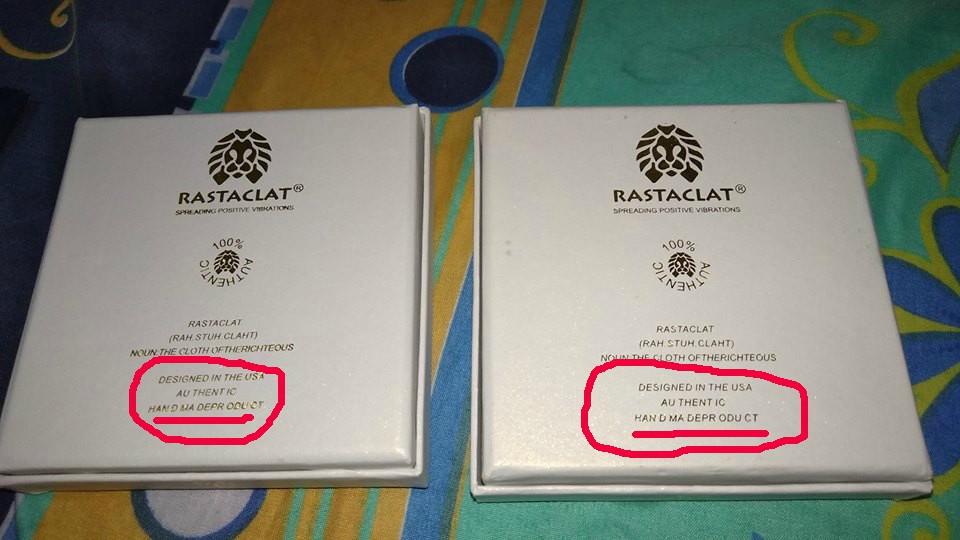 RASTACLAT®
SPREADING POSITIVE VIBRATIONS
100%
AUTHENTIC
RASTACLAT
(RAH.STUH.CLAHT)
NOUN:THE CLOTH OFTHERICHTEOUS
DESIGNED IN THE USA
AU THENT IC
HAN D MA DEPR ODU CT
RASTACLAT®
SPREADING POSITIVE VIBRATIONS
100%
AUTHENTIC
RASTACLAT
(RAH.STUH.CLAHT)
NOUN:THE CLOTH OFTHERICHTEOUS
DESIGNED IN THE USA
AU THENT IC
HAN D MA DEPR ODU CT